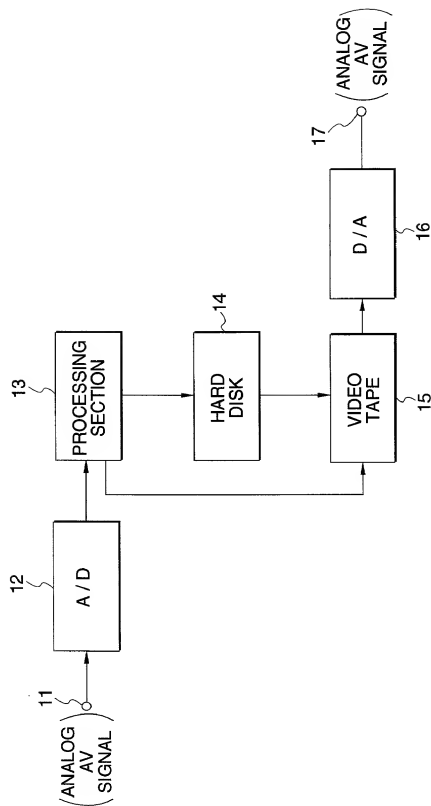 (ANALOG
AV
SIGNAL)
11
12
A / D
13
PROCESSING
SECTION
14
HARD
DISK
VIDEO
TAPE
15
D / A
16
17
(ANALOG
AV
SIGNAL)